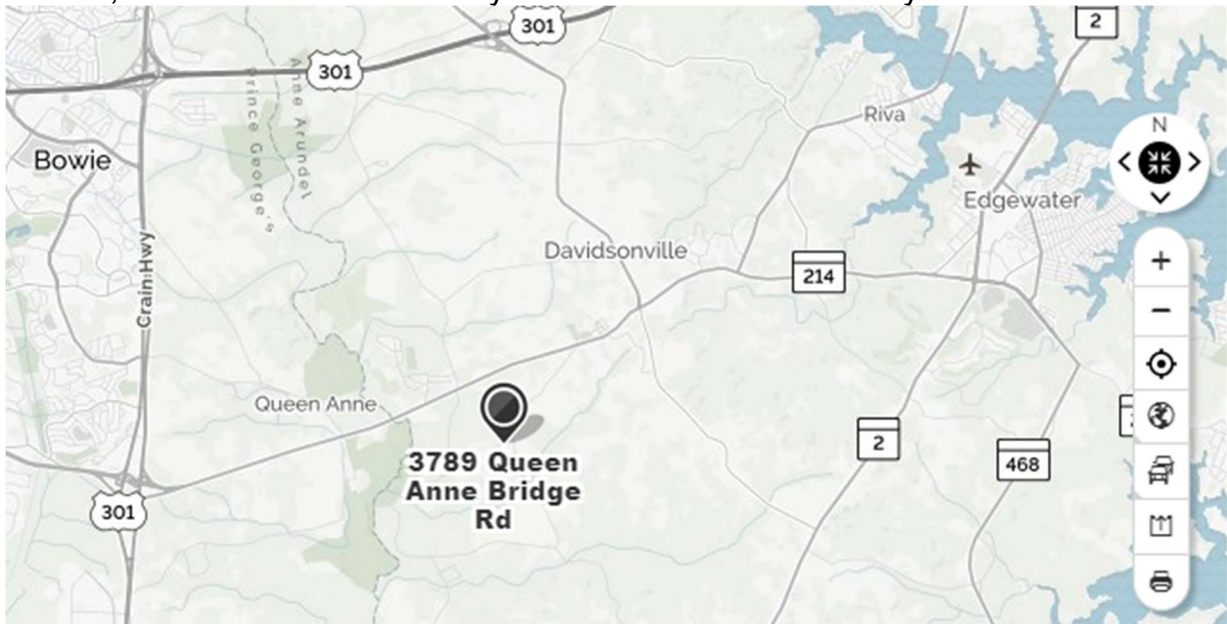 301
2
301
Anne Arundel
Prince George's
Riva
N
Bowie
Edgewater
Davidsonville
214
Crain Hwy
Queen Anne
3789 Queen
Anne Bridge
Rd
2
468
301